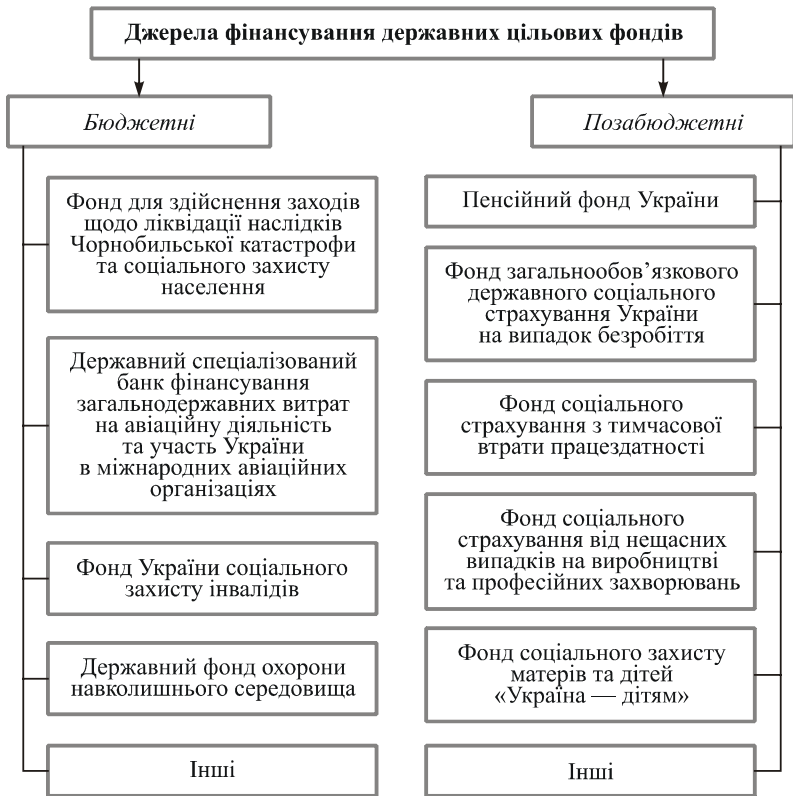 Джерела фінансування державних цільових фондів
Бюджетні
Фонд для здійснення заходів
щодо ліквідації наслідків
Чорнобильської катастрофи
та соціального захисту
населення
Державний спеціалізований
банк фінансування
загальнодержавних витрат
на авіаційну діяльність
та участь України
в міжнародних авіаційних
організаціях
Фонд України соціального
захисту інвалідів
Державний фонд охорони
навколишнього середовища
Інші
Позабюджетні
Пенсійний фонд України
Фонд загальнообов’язкового
державного соціального
страхування України
на випадок безробіття
Фонд соціального
страхування з тимчасової
втрати працездатності
Фонд соціального
страхування від нещасних
випадків на виробництві
та професійних захворювань
Фонд соціального захисту
матерів та дітей
«Україна — дітям»
Інші